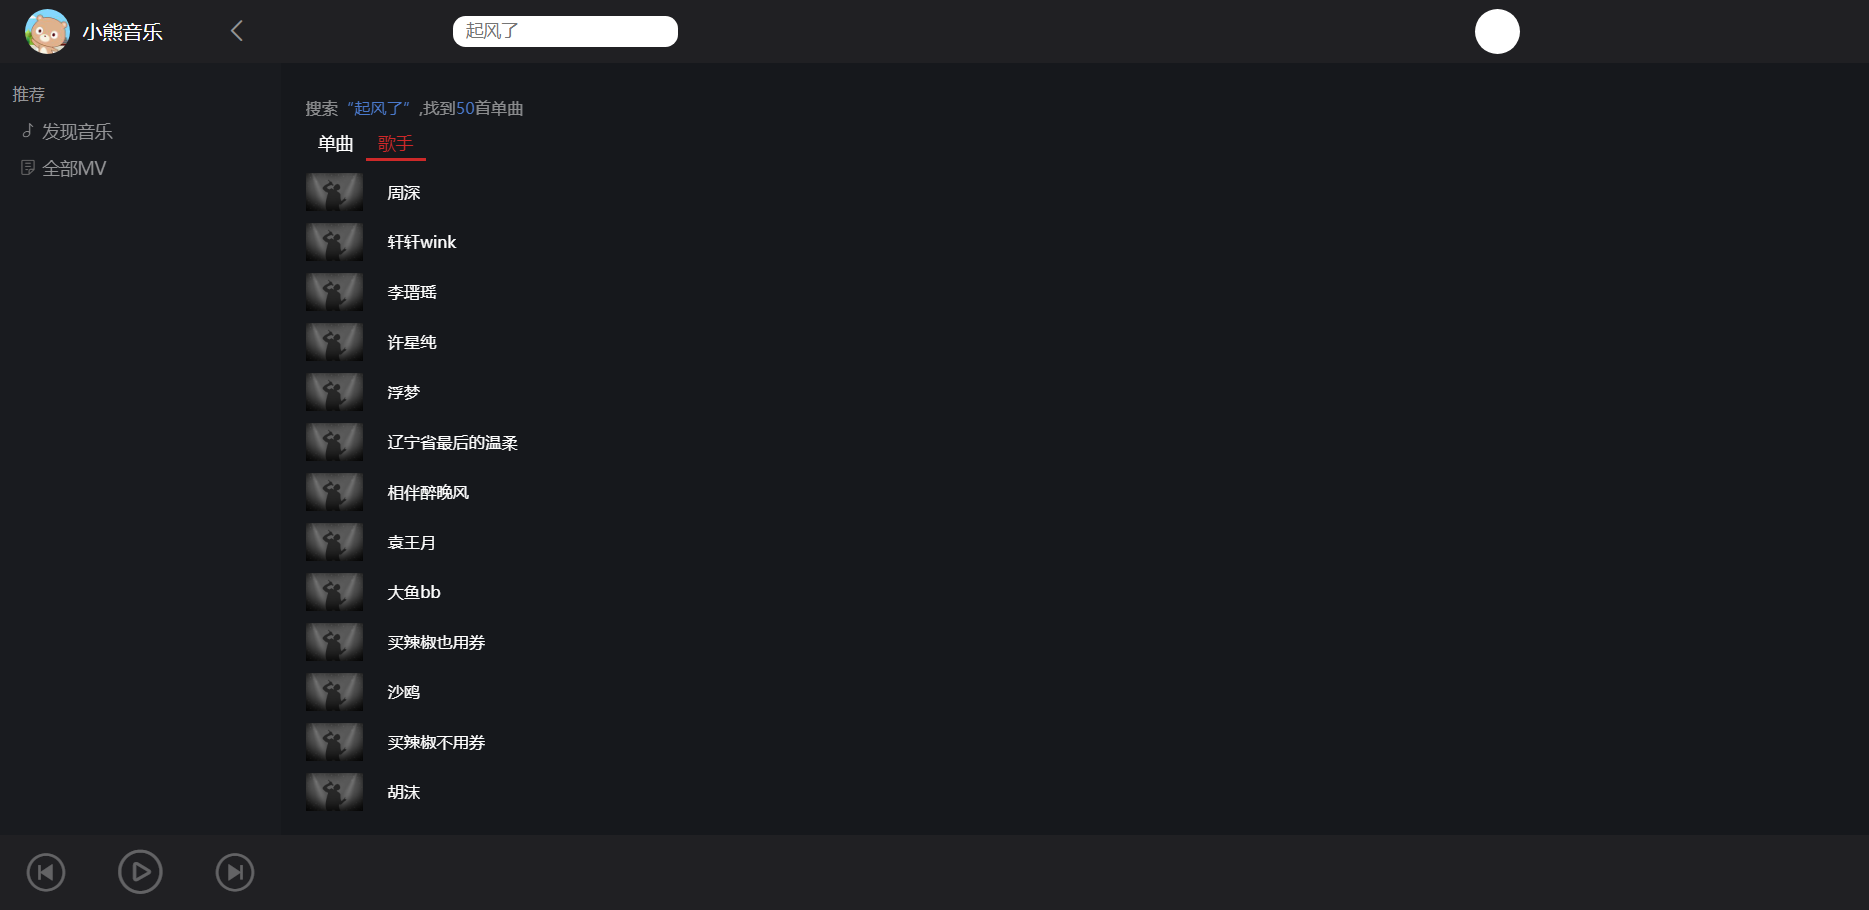 小熊音乐
起风了
推荐
发现音乐
全部MV
搜索“起风了”,找到50首单曲
单曲 歌手
周深
轩轩wink
李瑨瑶
许星纯
浮梦
辽宁省最后的温柔
相伴醉晚风
袁王月
大鱼bb
买辣椒也用券
沙鸥
买辣椒不用券
胡沫